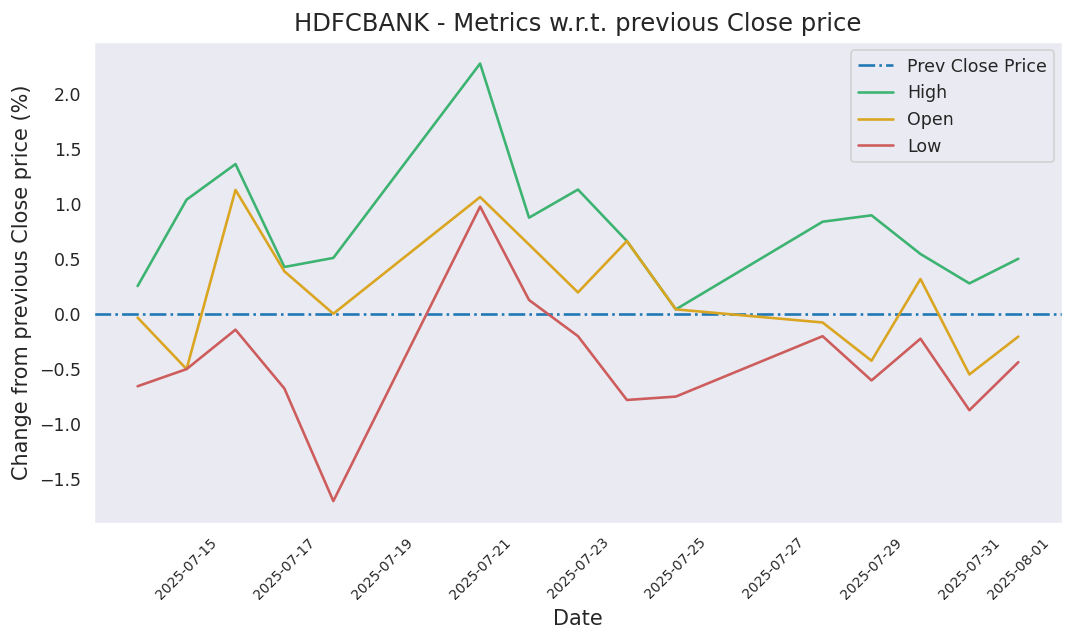 HDFCBANK - Metrics w.r.t. previous Close price
Prev Close Price
High
Open
Low
Change from previous Close price (%)
2.0
1.5
1.0
0.5
0.0
−0.5
−1.0
−1.5
2025-07-15
2025-07-17
2025-07-19
2025-07-21
2025-07-23
2025-07-25
2025-07-27
2025-07-29
2025-07-31
2025-08-01
Date